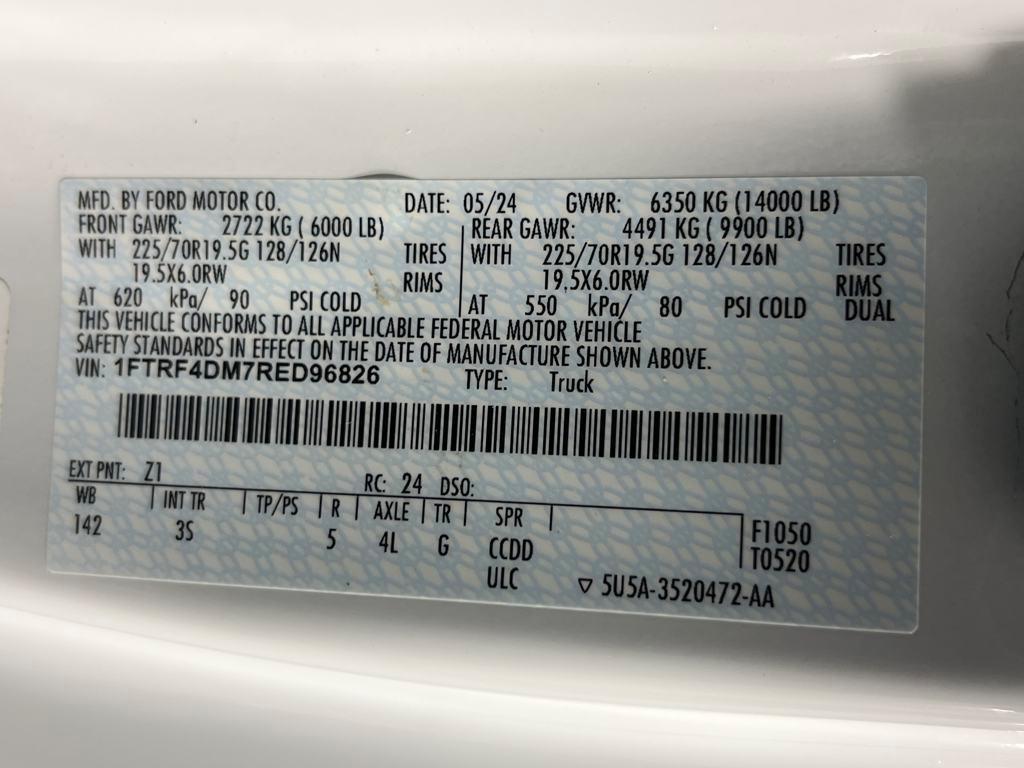 MFD. BY FORD MOTOR CO. DATE: 05/24 GVWR: 6350 KG (14000 LB)
FRONT GAWR: 2722 KG ( 6000 LB) REAR GAWR: 4491 KG ( 9900 LB)
WITH 225/70R19.5G 128/126N TIRES WITH 225/70R19.5G 128/126N TIRES
19.5X6.0RW RIMS 19.5X6.0RW RIMS
AT 620 kPa/ 90 PSI COLD AT 550 kPa/ 80 PSI COLD DUAL
THIS VEHICLE CONFORMS TO ALL APPLICABLE FEDERAL MOTOR VEHICLE
SAFETY STANDARDS IN EFFECT ON THE DATE OF MANUFACTURE SHOWN ABOVE.
VIN: 1FTRF4DM7RED96826 TYPE: Truck
EXT PNT: Z1 RC: 24 DSO:
WB INT TR TP/PS R AXLE TR SPR F1050
142 3S 5 4L G CCDD T0520
ULC ▽ 5U5A-3520472-AA